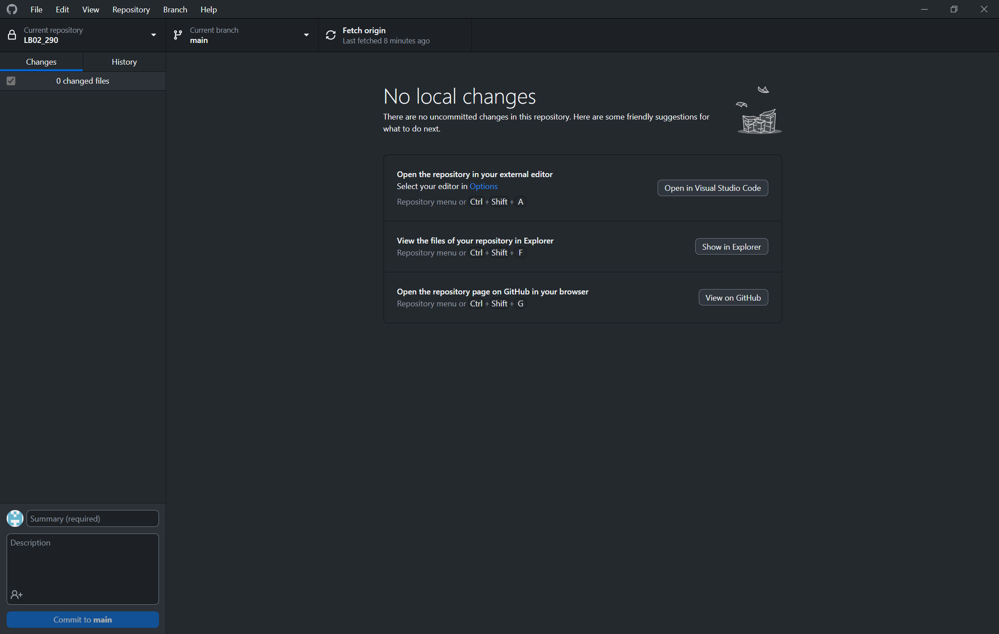 File Edit View Repository Branch Help
Current repository
LB02_290
Current branch
main
Fetch origin
Last fetched 8 minutes ago
Changes
History
0 changed files
No local changes
There are no uncommitted changes in this repository. Here are some friendly suggestions for
what to do next.
Open the repository in your external editor
Select your editor in Options
Repository menu or Ctrl + Shift + A
Open in Visual Studio Code
View the files of your repository in Explorer
Repository menu or Ctrl + Shift + F
Show in Explorer
Open the repository page on GitHub in your browser
Repository menu or Ctrl + Shift + G
View on GitHub
Summary (required)
Description
Commit to main